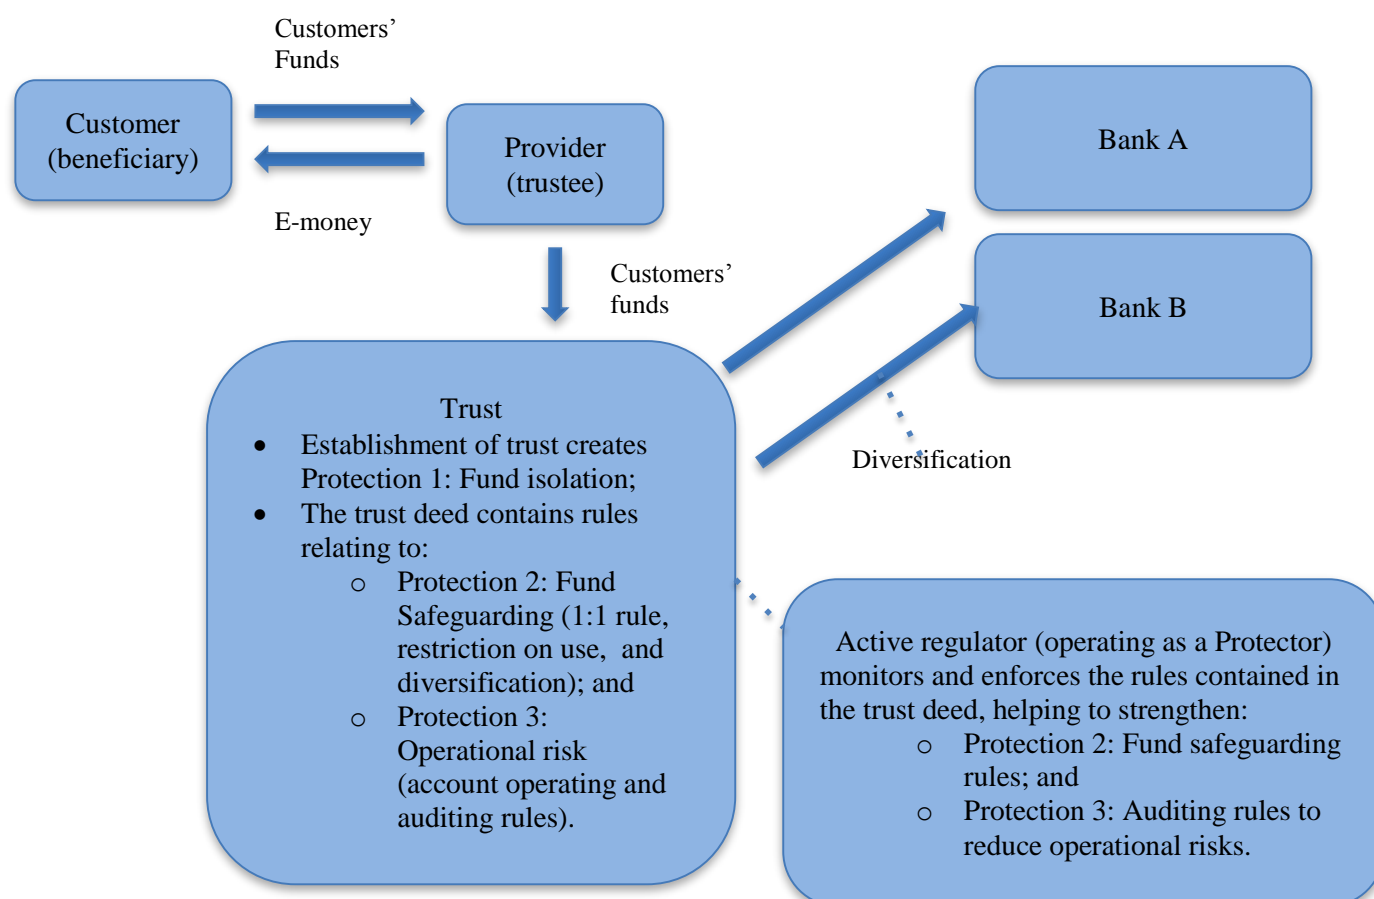 Customers’
Funds
Customer
(beneficiary)
Provider
(trustee)
E-money
Customers’
funds
Bank A
Bank B
Diversification
Trust
• Establishment of trust creates
Protection 1: Fund isolation;
• The trust deed contains rules
relating to:
o Protection 2: Fund
Safeguarding (1:1 rule,
restriction on use, and
diversification); and
o Protection 3:
Operational risk
(account operating and
auditing rules).
Active regulator (operating as a Protector)
monitors and enforces the rules contained in
the trust deed, helping to strengthen:
o Protection 2: Fund safeguarding
rules; and
o Protection 3: Auditing rules to
reduce operational risks.